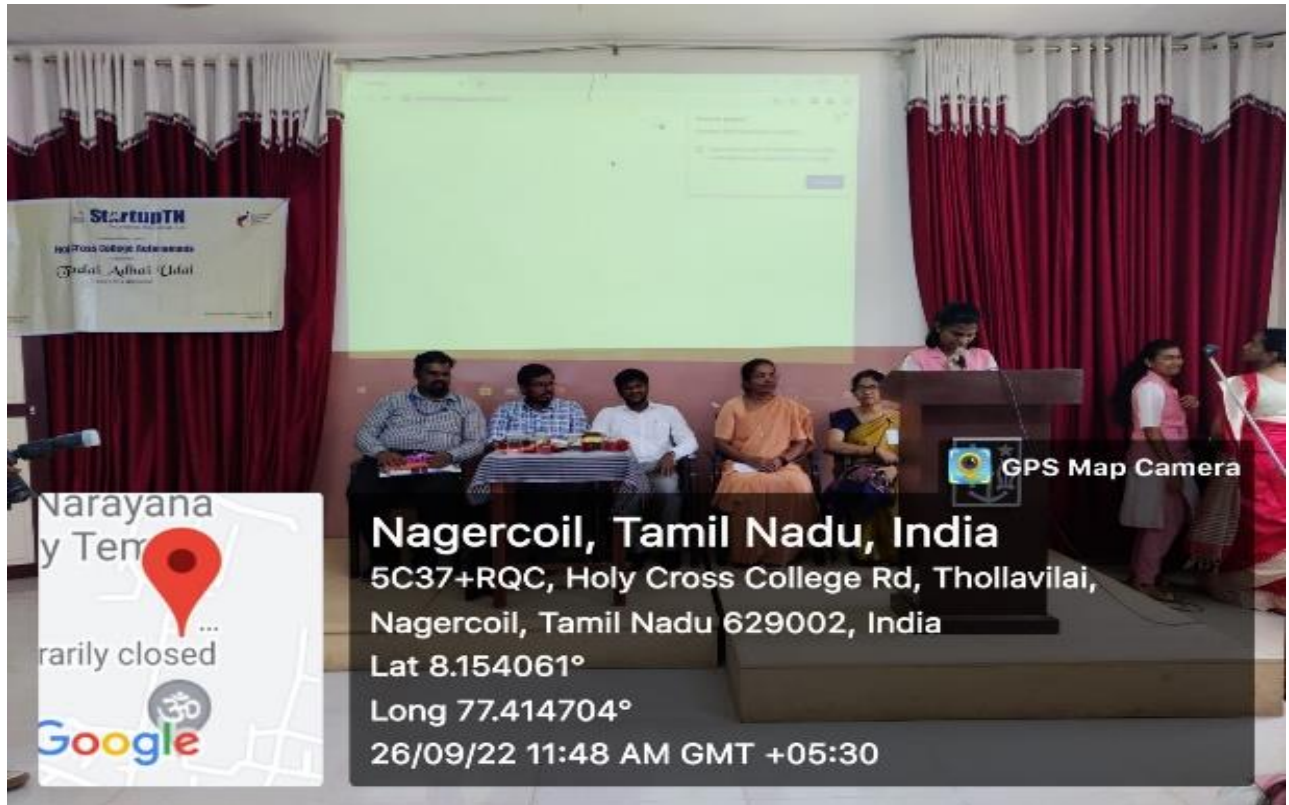 StartupTN
Holy Cross College Autonomous
GPS Map Camera
Narayana
y Tem
...
rarily closed
ॐ
Google
Nagercoil, Tamil Nadu, India
5C37+RQC, Holy Cross College Rd, Thollavilai,
Nagercoil, Tamil Nadu 629002, India
Lat 8.154061°
Long 77.414704°
26/09/22 11:48 AM GMT +05:30